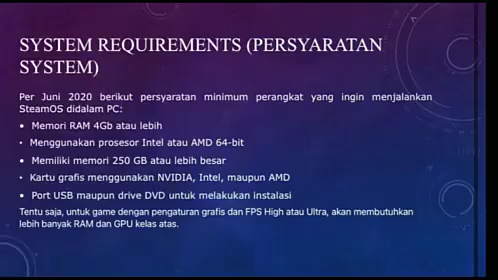 SYSTEM REQUIREMENTS (PERSYARATAN
SYSTEM)
Per Juni 2020 berikut persyaratan minimum perangkat yang ingin menjalankan
SteamOS didalam PC:
• Memori RAM 4Gb atau lebih
• Menggunakan prosesor Intel atau AMD 64-bit
• Memiliki memori 250 GB atau lebih besar
• Kartu grafis menggunakan NVIDIA, Intel, maupun AMD
• Port USB maupun drive DVD untuk melakukan instalasi
Tentu saja, untuk game dengan pengaturan grafis dan FPS High atau Ultra, akan membutuhkan
lebih banyak RAM dan GPU kelas atas.